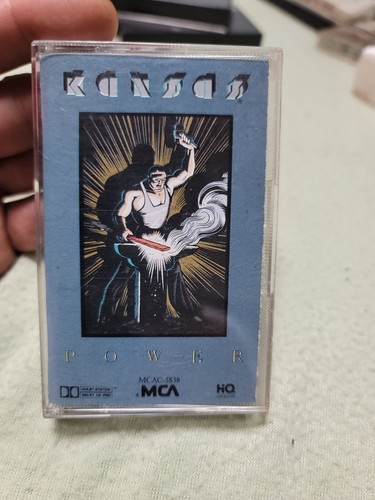 KANSAS
POWER
MCAC-5838
MCA
HQ